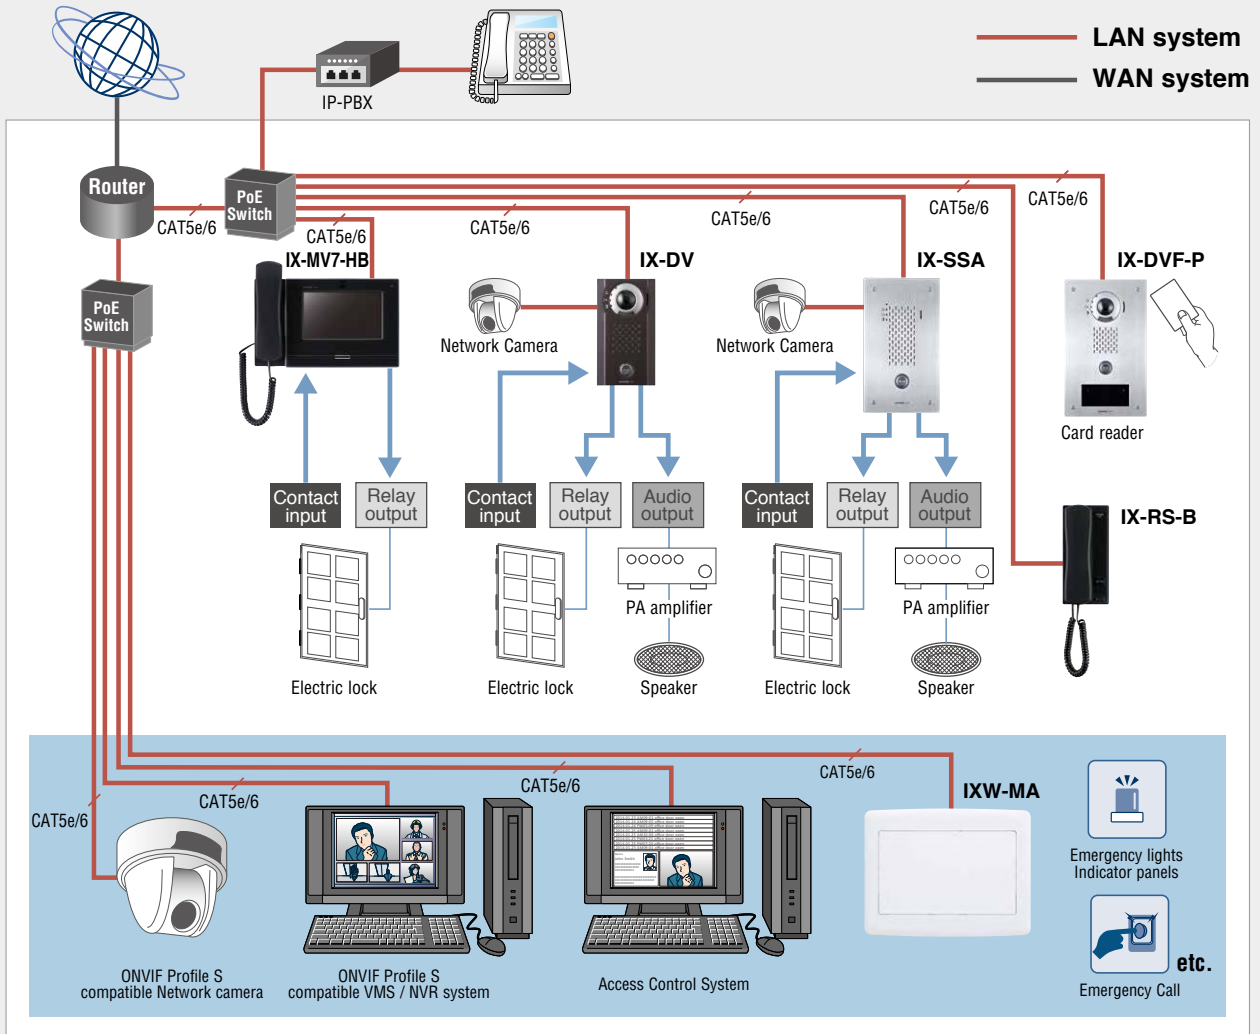 LAN system
WAN system
IP-PBX
Router
PoE
Switch
CAT5e/6
CAT5e/6
CAT5e/6
CAT5e/6
CAT5e/6
CAT5e/6
IX-MV7-HB
IX-DV
IX-SSA
IX-DVF-P
PoE
Switch
Network Camera
Network Camera
Card reader
Contact
input
Relay
output
Contact
input
Relay
output
Audio
output
Contact
input
Relay
output
Audio
output
IX-RS-B
PA amplifier
PA amplifier
Electric lock
Electric lock
Speaker
Electric lock
Speaker
CAT5e/6
CAT5e/6
CAT5e/6
CAT5e/6
IXW-MA
Emergency lights
Indicator panels
etc.
Emergency Call
ONVIF Profile S
compatible Network camera
ONVIF Profile S
compatible VMS / NVR system
Access Control System